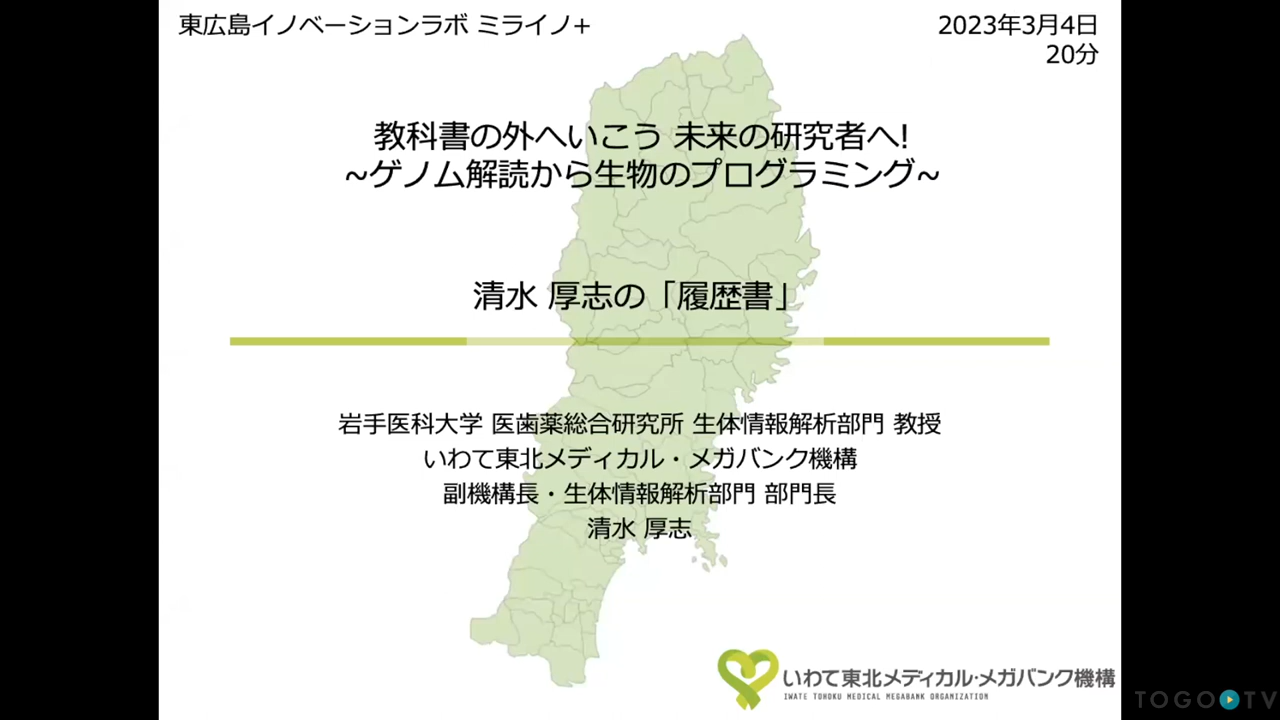 東広島イノベーションラボ ミライノ+
2023年3月4日
20分
教科書の外へいこう 未来の研究者へ!
~ゲノム解読から生物のプログラミング~
清水 厚志の「履歴書」
岩手医科大学 医歯薬総合研究所 生体情報解析部門 教授
いわて東北メディカル・メガバンク機構
副機構長・生体情報解析部門 部門長
清水 厚志
いわて東北メディカル・メガバンク機構
IWATE TOHOKU MEDICAL MEGABANK ORGANIZATION
TOGO TV